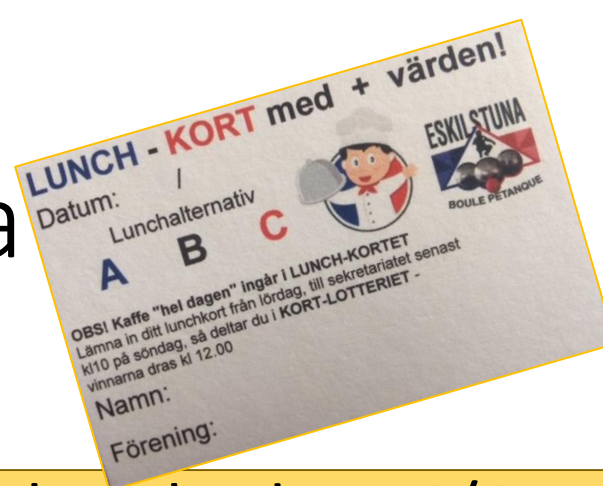 LUNCH - KORT med + värden!
Datum: /
Lunchalternativ
A B C
ESKILSTUNA
BOULE PETANQUE
OBS! Kaffe "hel dagen" ingår i LUNCH-KORTET
Lämna in ditt lunchkort från lördag, till sekretariatet senast
kl10 på söndag, så deltar du i KORT-LOTTERIET -
vinnarna dras kl 12.00
Namn:
Förening:
a